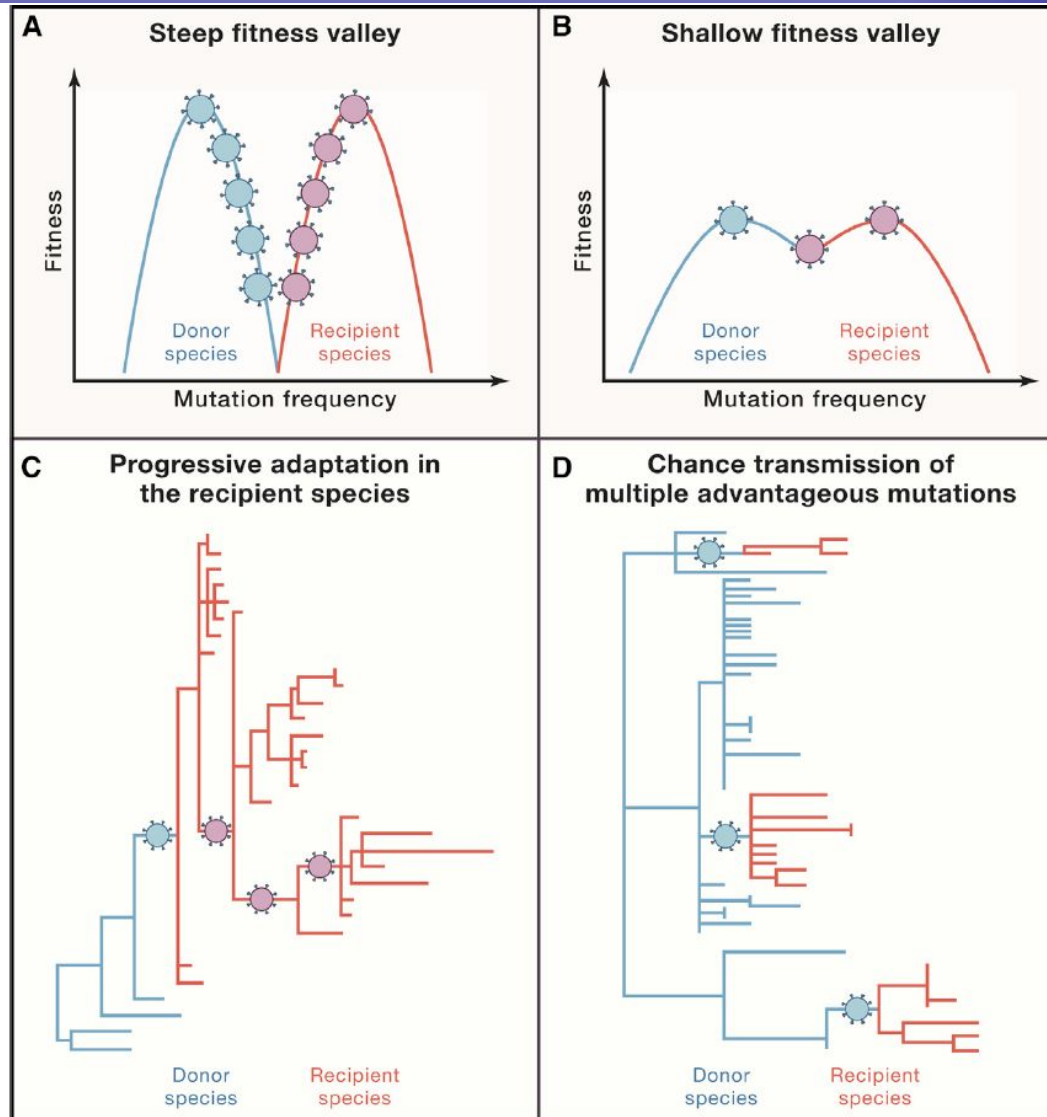 A
Steep fitness valley
Fitness
Donor
species
Recipient
species
Mutation frequency
B
Shallow fitness valley
Fitness
Donor
species
Recipient
species
Mutation frequency
C
Progressive adaptation in
the recipient species
Donor
species
Recipient
species
D
Chance transmission of
multiple advantageous mutations
Donor
species
Recipient
species